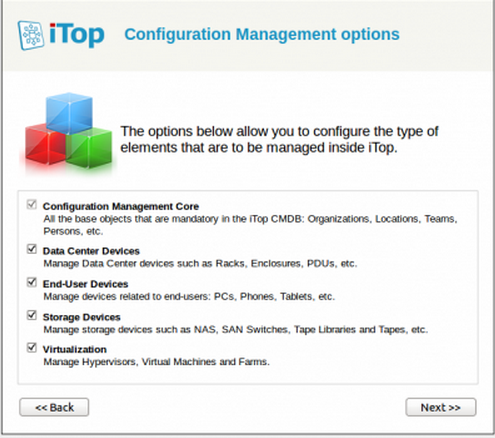 iTop Configuration Management options
The options below allow you to configure the type of
elements that are to be managed inside iTop.
Configuration Management Core
All the base objects that are mandatory in the iTop CMDB: Organizations, Locations, Teams,
Persons, etc.
Data Center Devices
Manage Data Center devices such as Racks, Enclosures, PDUs, etc.
End-User Devices
Manage devices related to end-users: PCs, Phones, Tablets, etc.
Storage Devices
Manage storage devices such as NAS, SAN Switches, Tape Libraries and Tapes, etc.
Virtualization
Manage Hypervisors, Virtual Machines and Farms.
<< Back Next >>